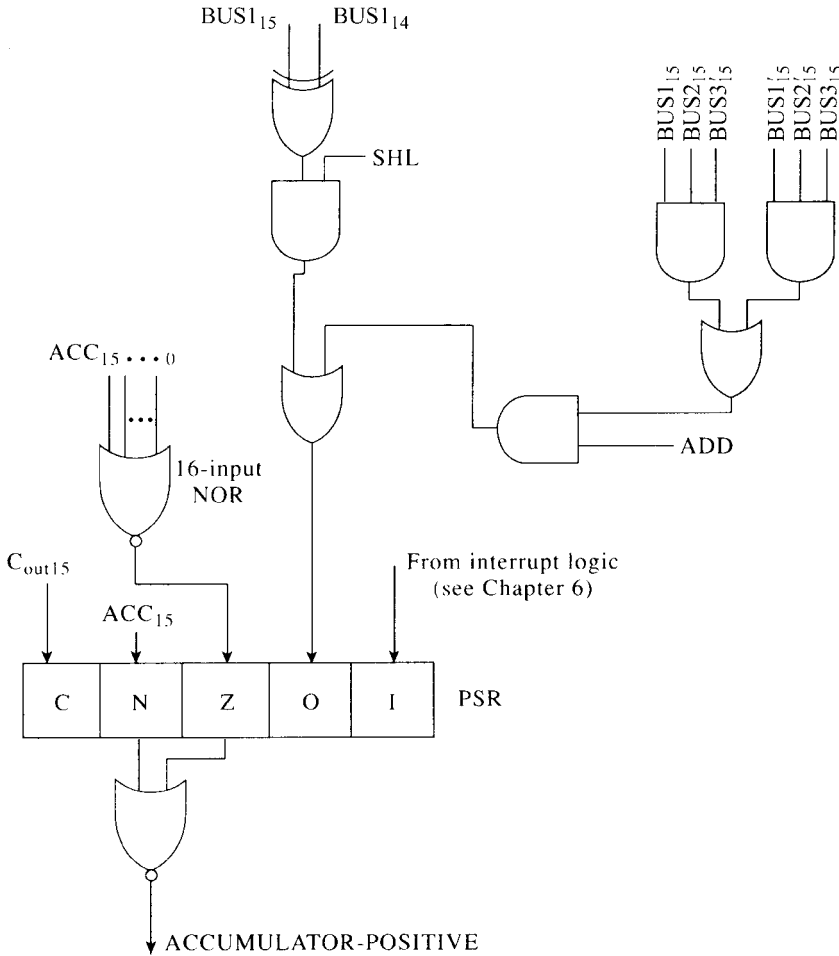 BUS1₁₅ BUS1₁₄
BUS1₁₅
BUS2₁₅
BUS3′₁₅
BUS1′₁₅
BUS2′₁₅
BUS3₁₅
SHL
ACC₁₅ • • • ₀
•••
16-input
NOR
ADD
Cout15
ACC₁₅
From interrupt logic
(see Chapter 6)
C N Z O I PSR
ACCUMULATOR-POSITIVE